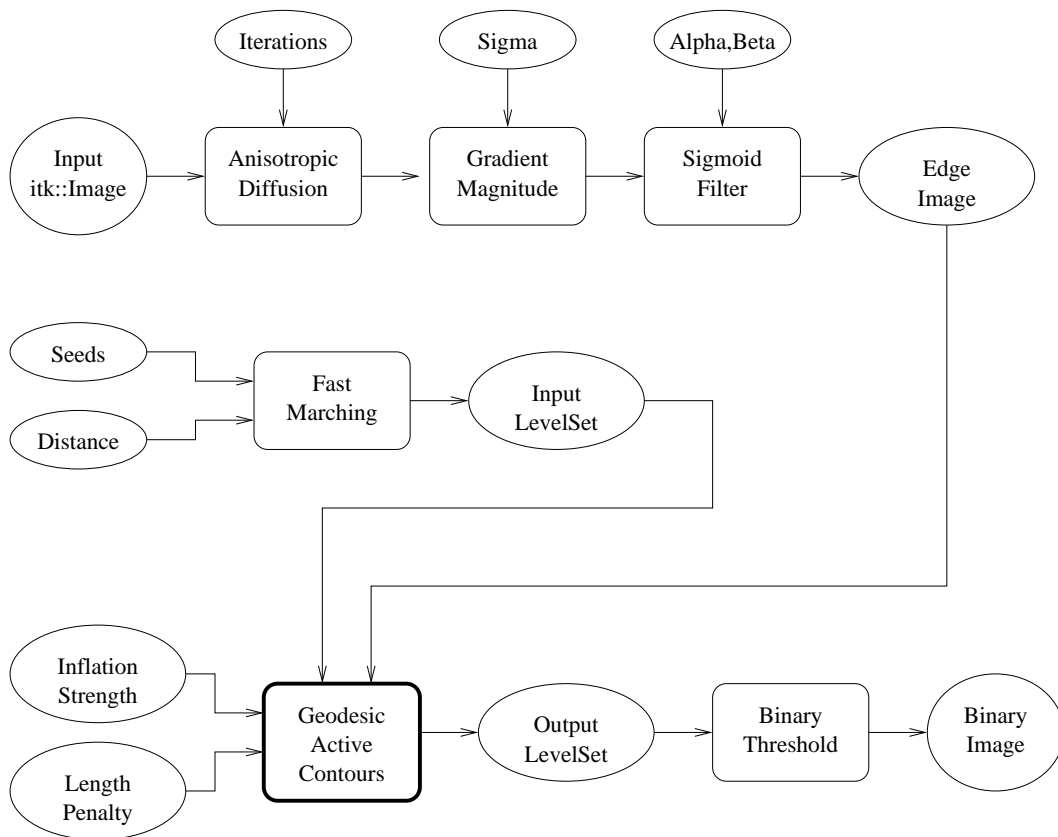 Iterations
Sigma
Alpha,Beta
Input
itk::Image
Anisotropic
Diffusion
Gradient
Magnitude
Sigmoid
Filter
Edge
Image
Seeds
Distance
Fast
Marching
Input
LevelSet
Inflation
Strength
Length
Penalty
Geodesic
Active
Contours
Output
LevelSet
Binary
Threshold
Binary
Image